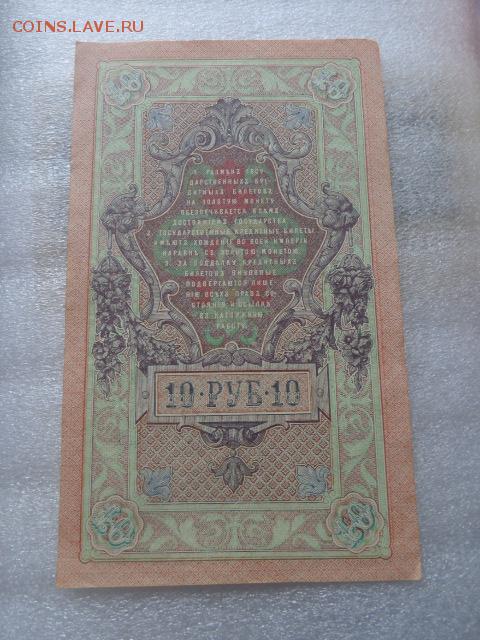 COINS.LAVE.RU
1. РАЗМѢНЪ ГОСУ-
ДАРСТВЕННЫХЪ КРЕ-
ДИТНЫХЪ БИЛЕТОВЪ
НА ЗОЛОТУЮ МОНЕТУ
ОБЕЗПЕЧИВАЕТСЯ ВСѢМЪ
ДОСТОЯНІЕМЪ ГОСУДАРСТВА.
2. ГОСУДАРСТВЕННЫЕ КРЕДИТНЫЕ БИЛЕТЫ
ИМѢЮТЪ ХОЖДЕНІЕ ВО ВСЕЙ ИМПЕРІИ
НАРАВНѢ СЪ ЗОЛОТОЮ МОНЕТОЮ.
3. ЗА ПОДДѢЛКУ КРЕДИТНЫХЪ
БИЛЕТОВЪ ВИНОВНЫЕ
ПОДВЕРГАЮТСЯ ЛИШЕ-
НІЮ ВСѢХЪ ПРАВЪ СО-
СТОЯНІЯ И ССЫЛКѢ
ВЪ КАТОРЖНУЮ
РАБОТУ.
10·РУБ·10